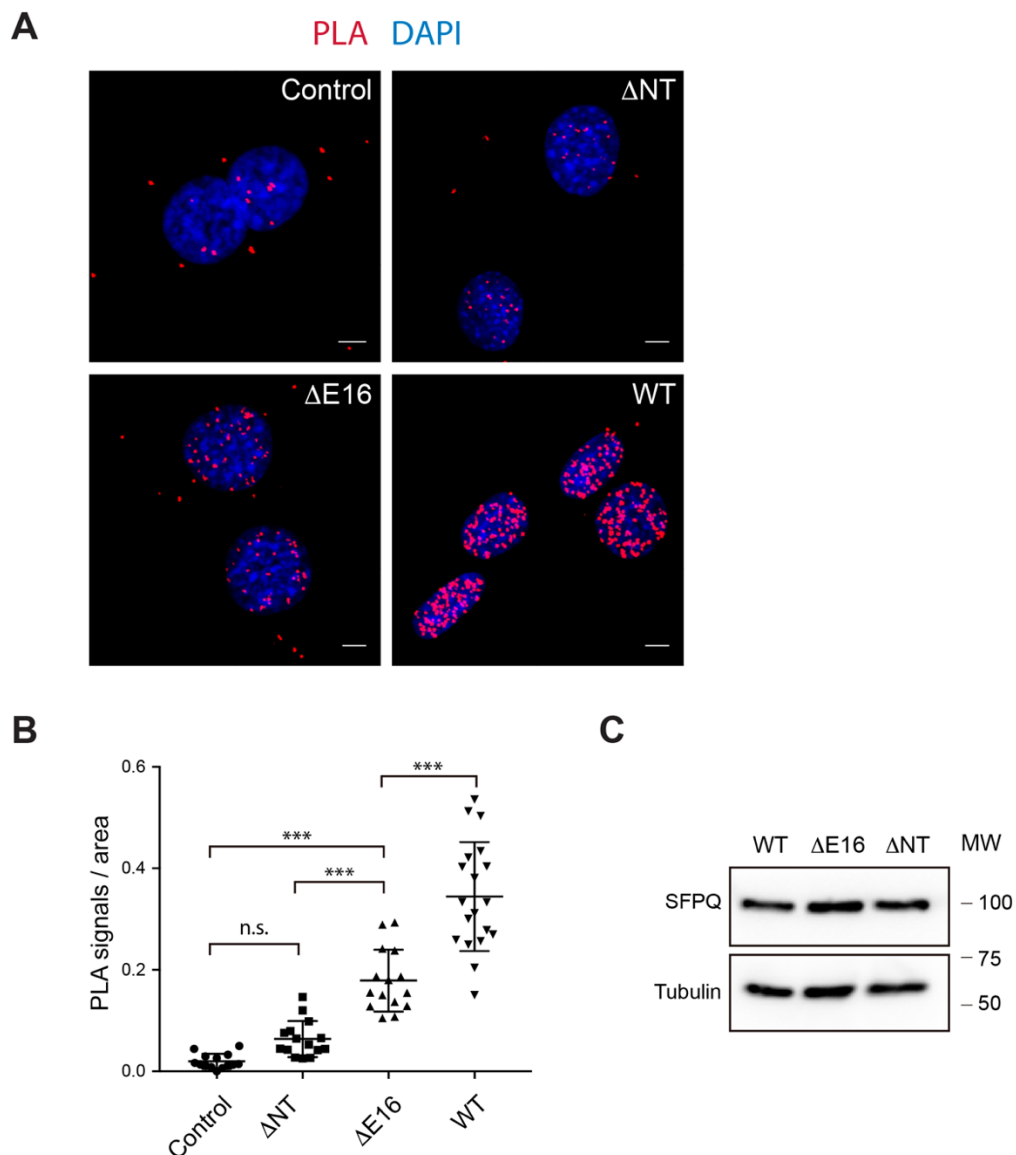 A
PLA DAPI
Control
ΔNT
ΔE16
WT
B
PLA signals / area
0.6
0.4
0.2
0.0
***
***
***
n.s.
Control
ΔNT
ΔE16
WT
C
WT ΔE16 ΔNT MW
SFPQ
– 100
– 75
Tubulin
– 50